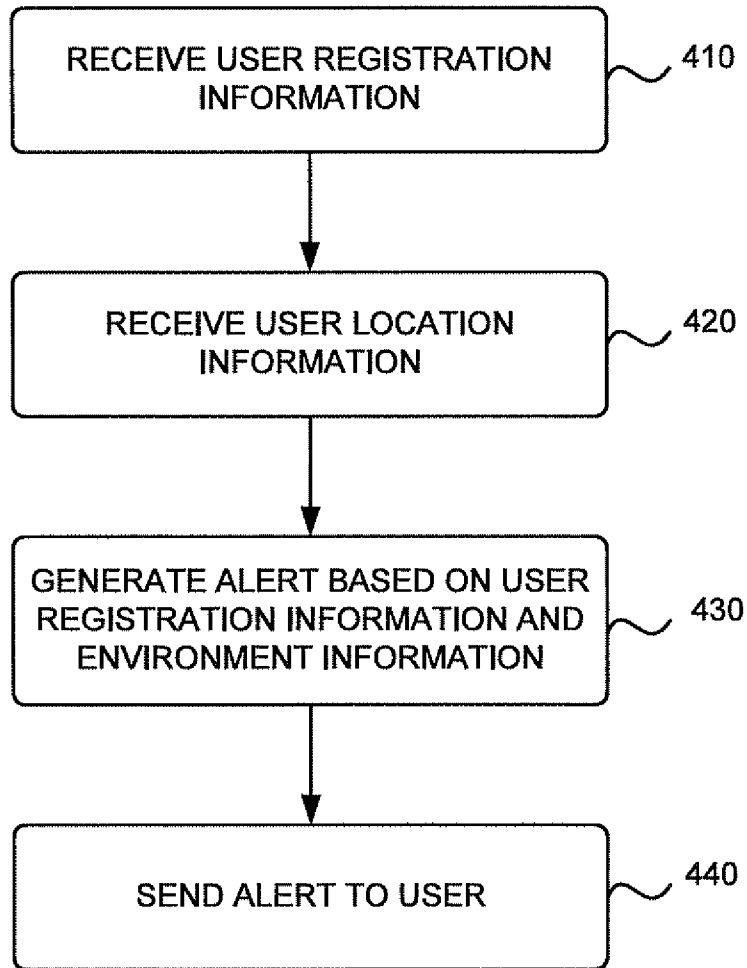 RECEIVE USER REGISTRATION
INFORMATION
410
RECEIVE USER LOCATION
INFORMATION
420
GENERATE ALERT BASED ON USER
REGISTRATION INFORMATION AND
ENVIRONMENT INFORMATION
430
SEND ALERT TO USER
440